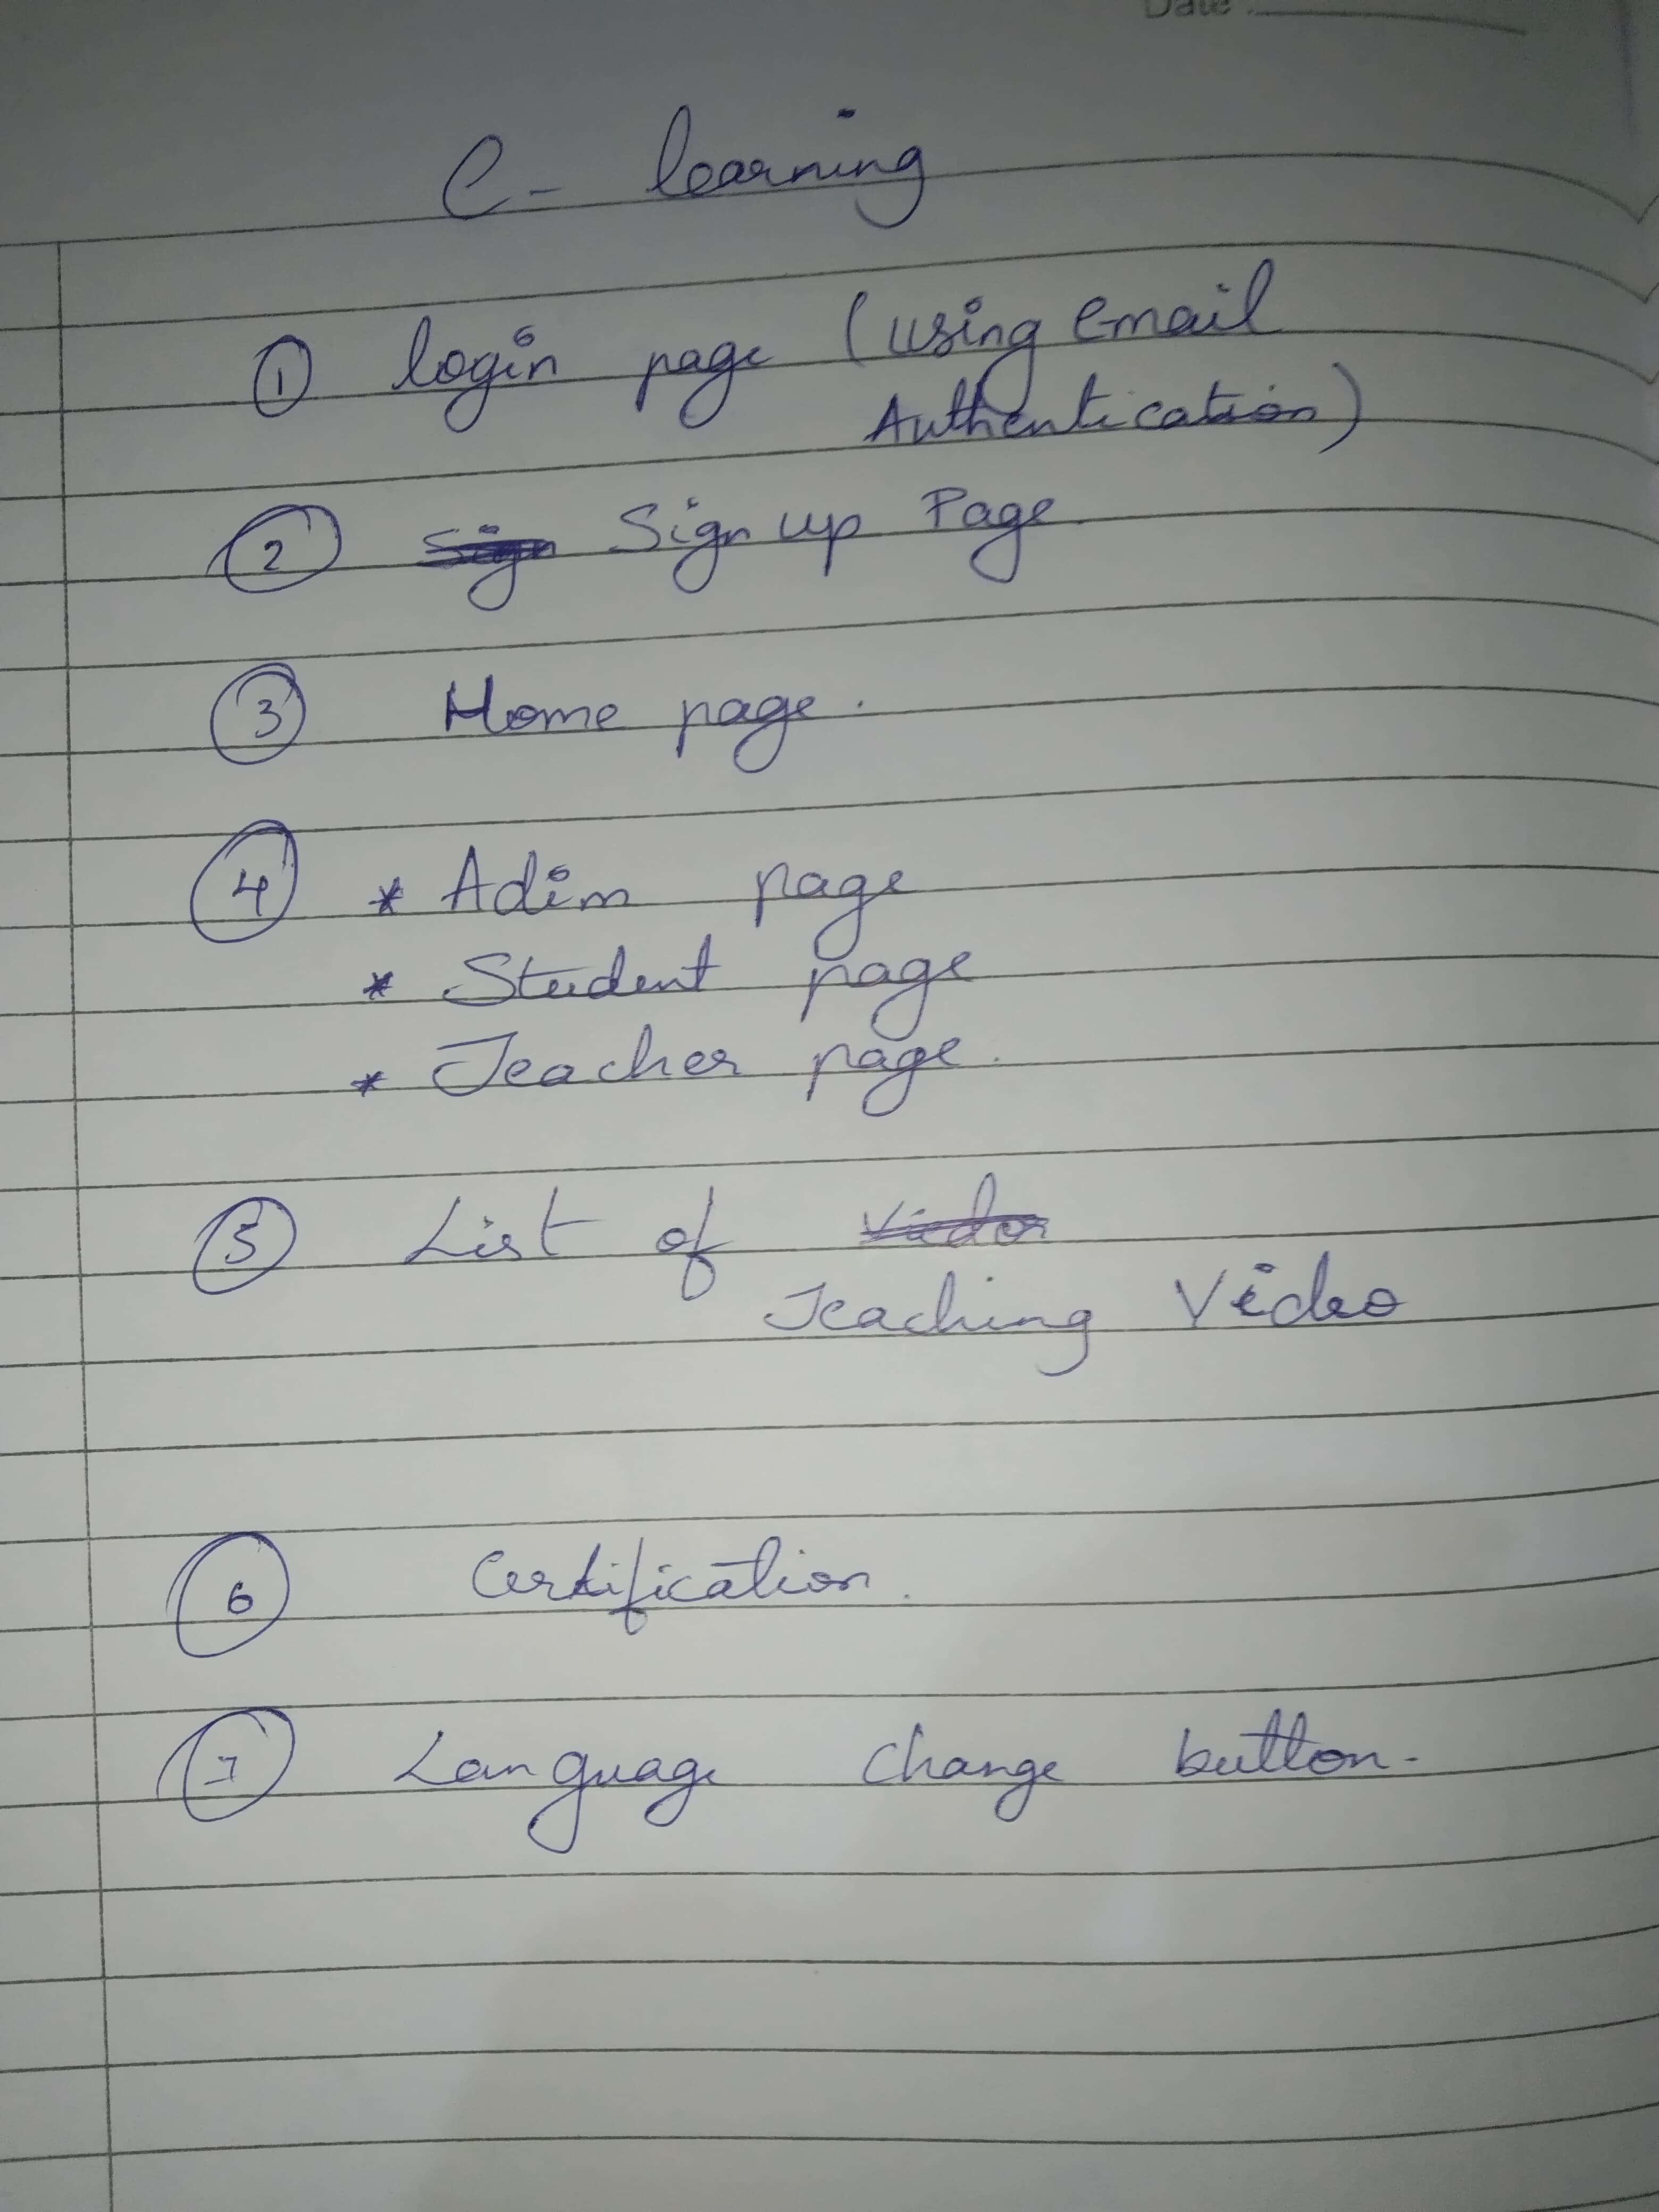 Date
e- learning
① login page (using email
Authentication)
② Sign Sign up Page
③ Home page.
④ * Adim page
* Student page
* Teacher page.
⑤ List of
Teaching Video
⑥ Certification.
⑦ Language change button.